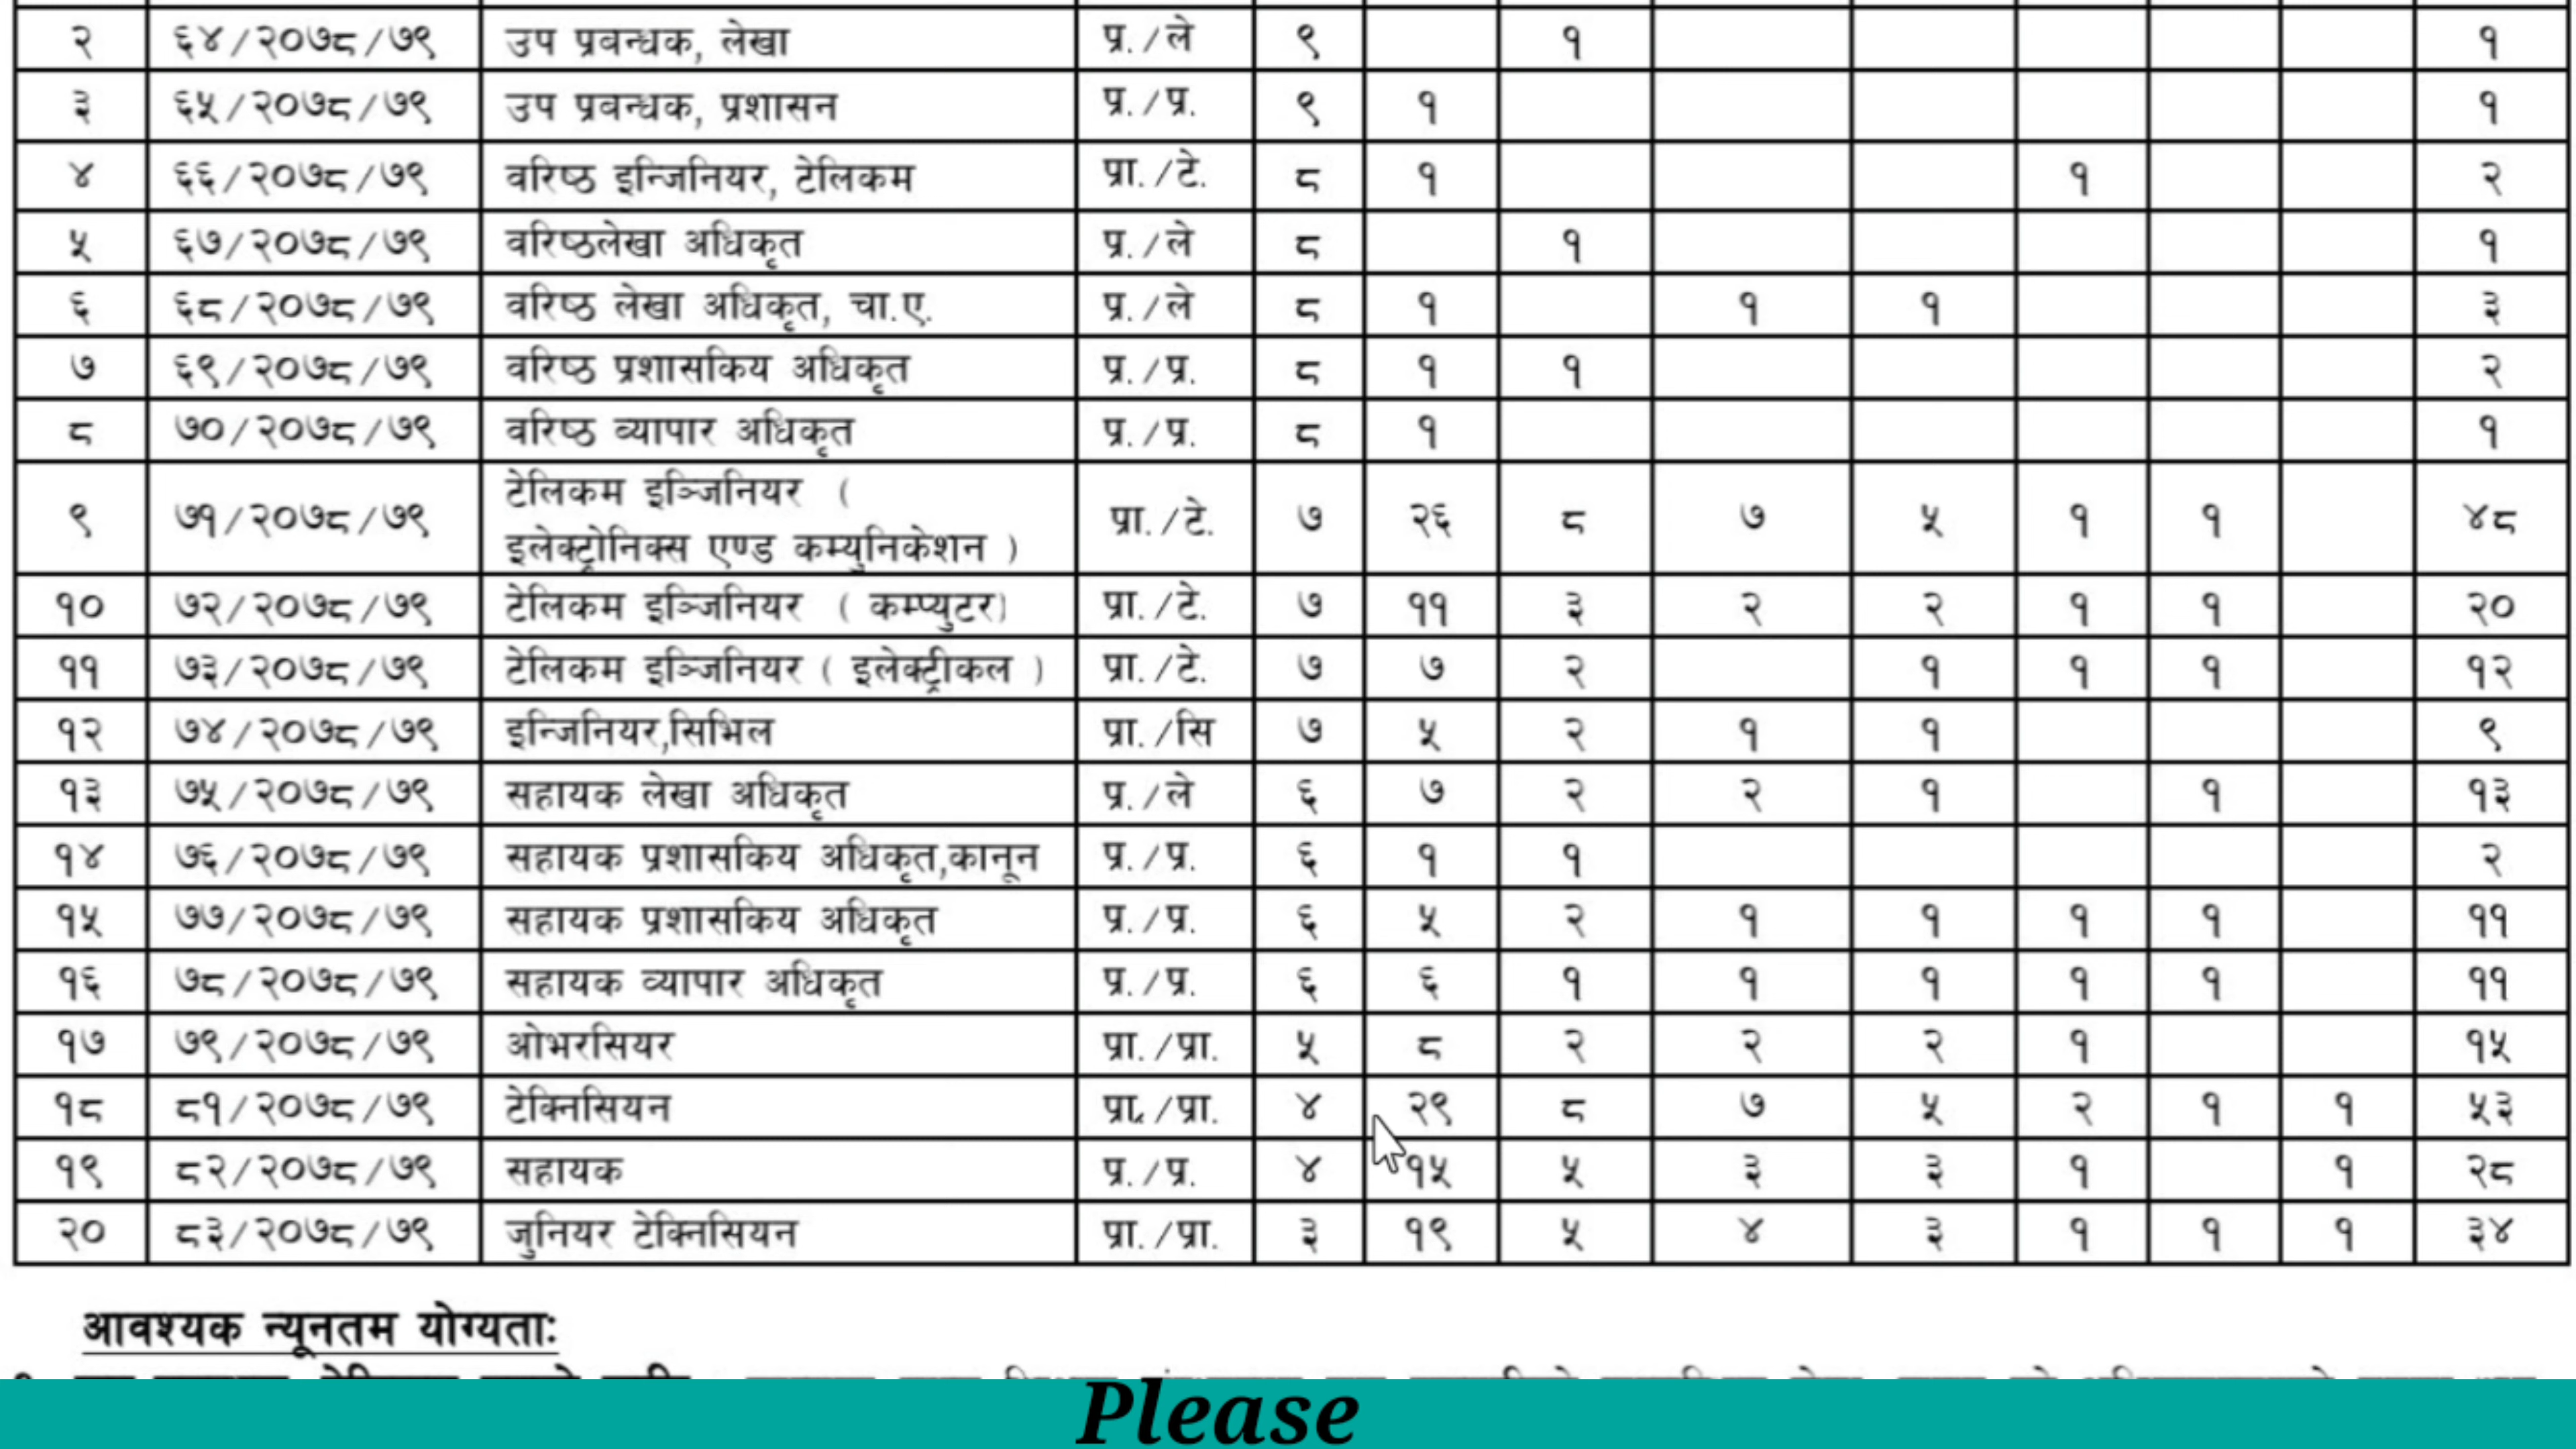 २ ६४/२०७८/७९ उप प्रबन्धक, लेखा प्र./ले ९ १ १
३ ६५/२०७८/७९ उप प्रबन्धक, प्रशासन प्र./प्र. ९ १ १
४ ६६/२०७८/७९ वरिष्ठ इन्जिनियर, टेलिकम प्रा./टे. ८ १ १ २
५ ६७/२०७८/७९ वरिष्ठलेखा अधिकृत प्र./ले ८ १ १
६ ६८/२०७८/७९ वरिष्ठ लेखा अधिकृत, चा.ए. प्र./ले ८ १ १ १ ३
७ ६९/२०७८/७९ वरिष्ठ प्रशासकिय अधिकृत प्र./प्र. ८ १ १ २
८ ७०/२०७८/७९ वरिष्ठ व्यापार अधिकृत प्र./प्र. ८ १ १
९ ७१/२०७८/७९ टेलिकम इञ्जिनियर ( प्रा./टे. ७ २६ ८ ७ ५ १ १ ४८
इलेक्ट्रोनिक्स एण्ड कम्युनिकेशन )
१० ७२/२०७८/७९ टेलिकम इञ्जिनियर ( कम्प्युटर) प्रा./टे. ७ ११ ३ २ २ १ १ २०
११ ७३/२०७८/७९ टेलिकम इञ्जिनियर ( इलेक्ट्रीकल ) प्रा./टे. ७ ७ २ १ १ १ १२
१२ ७४/२०७८/७९ इन्जिनियर,सिभिल प्रा./सि ७ ५ २ १ १ ९
१३ ७५/२०७८/७९ सहायक लेखा अधिकृत प्र./ले ६ ७ २ २ १ १ १३
१४ ७६/२०७८/७९ सहायक प्रशासकिय अधिकृत,कानून प्र./प्र. ६ १ १ २
१५ ७७/२०७८/७९ सहायक प्रशासकिय अधिकृत प्र./प्र. ६ ५ २ १ १ १ १ ११
१६ ७८/२०७८/७९ सहायक व्यापार अधिकृत प्र./प्र. ६ ६ १ १ १ १ १ ११
१७ ७९/२०७८/७९ ओभरसियर प्रा./प्रा. ५ ८ २ २ २ १ १५
१८ ८१/२०७८/७९ टेक्निसियन प्रा./प्रा. ४ २९ ८ ७ ५ २ १ १ ५३
१९ ८२/२०७८/७९ सहायक प्र./प्र. ४ १५ ५ ३ ३ १ १ २८
२० ८३/२०७८/७९ जुनियर टेक्निसियन प्रा./प्रा. ३ १९ ५ ४ ३ १ १ १ ३४
आवश्यक न्यूनतम योग्यताः
Please